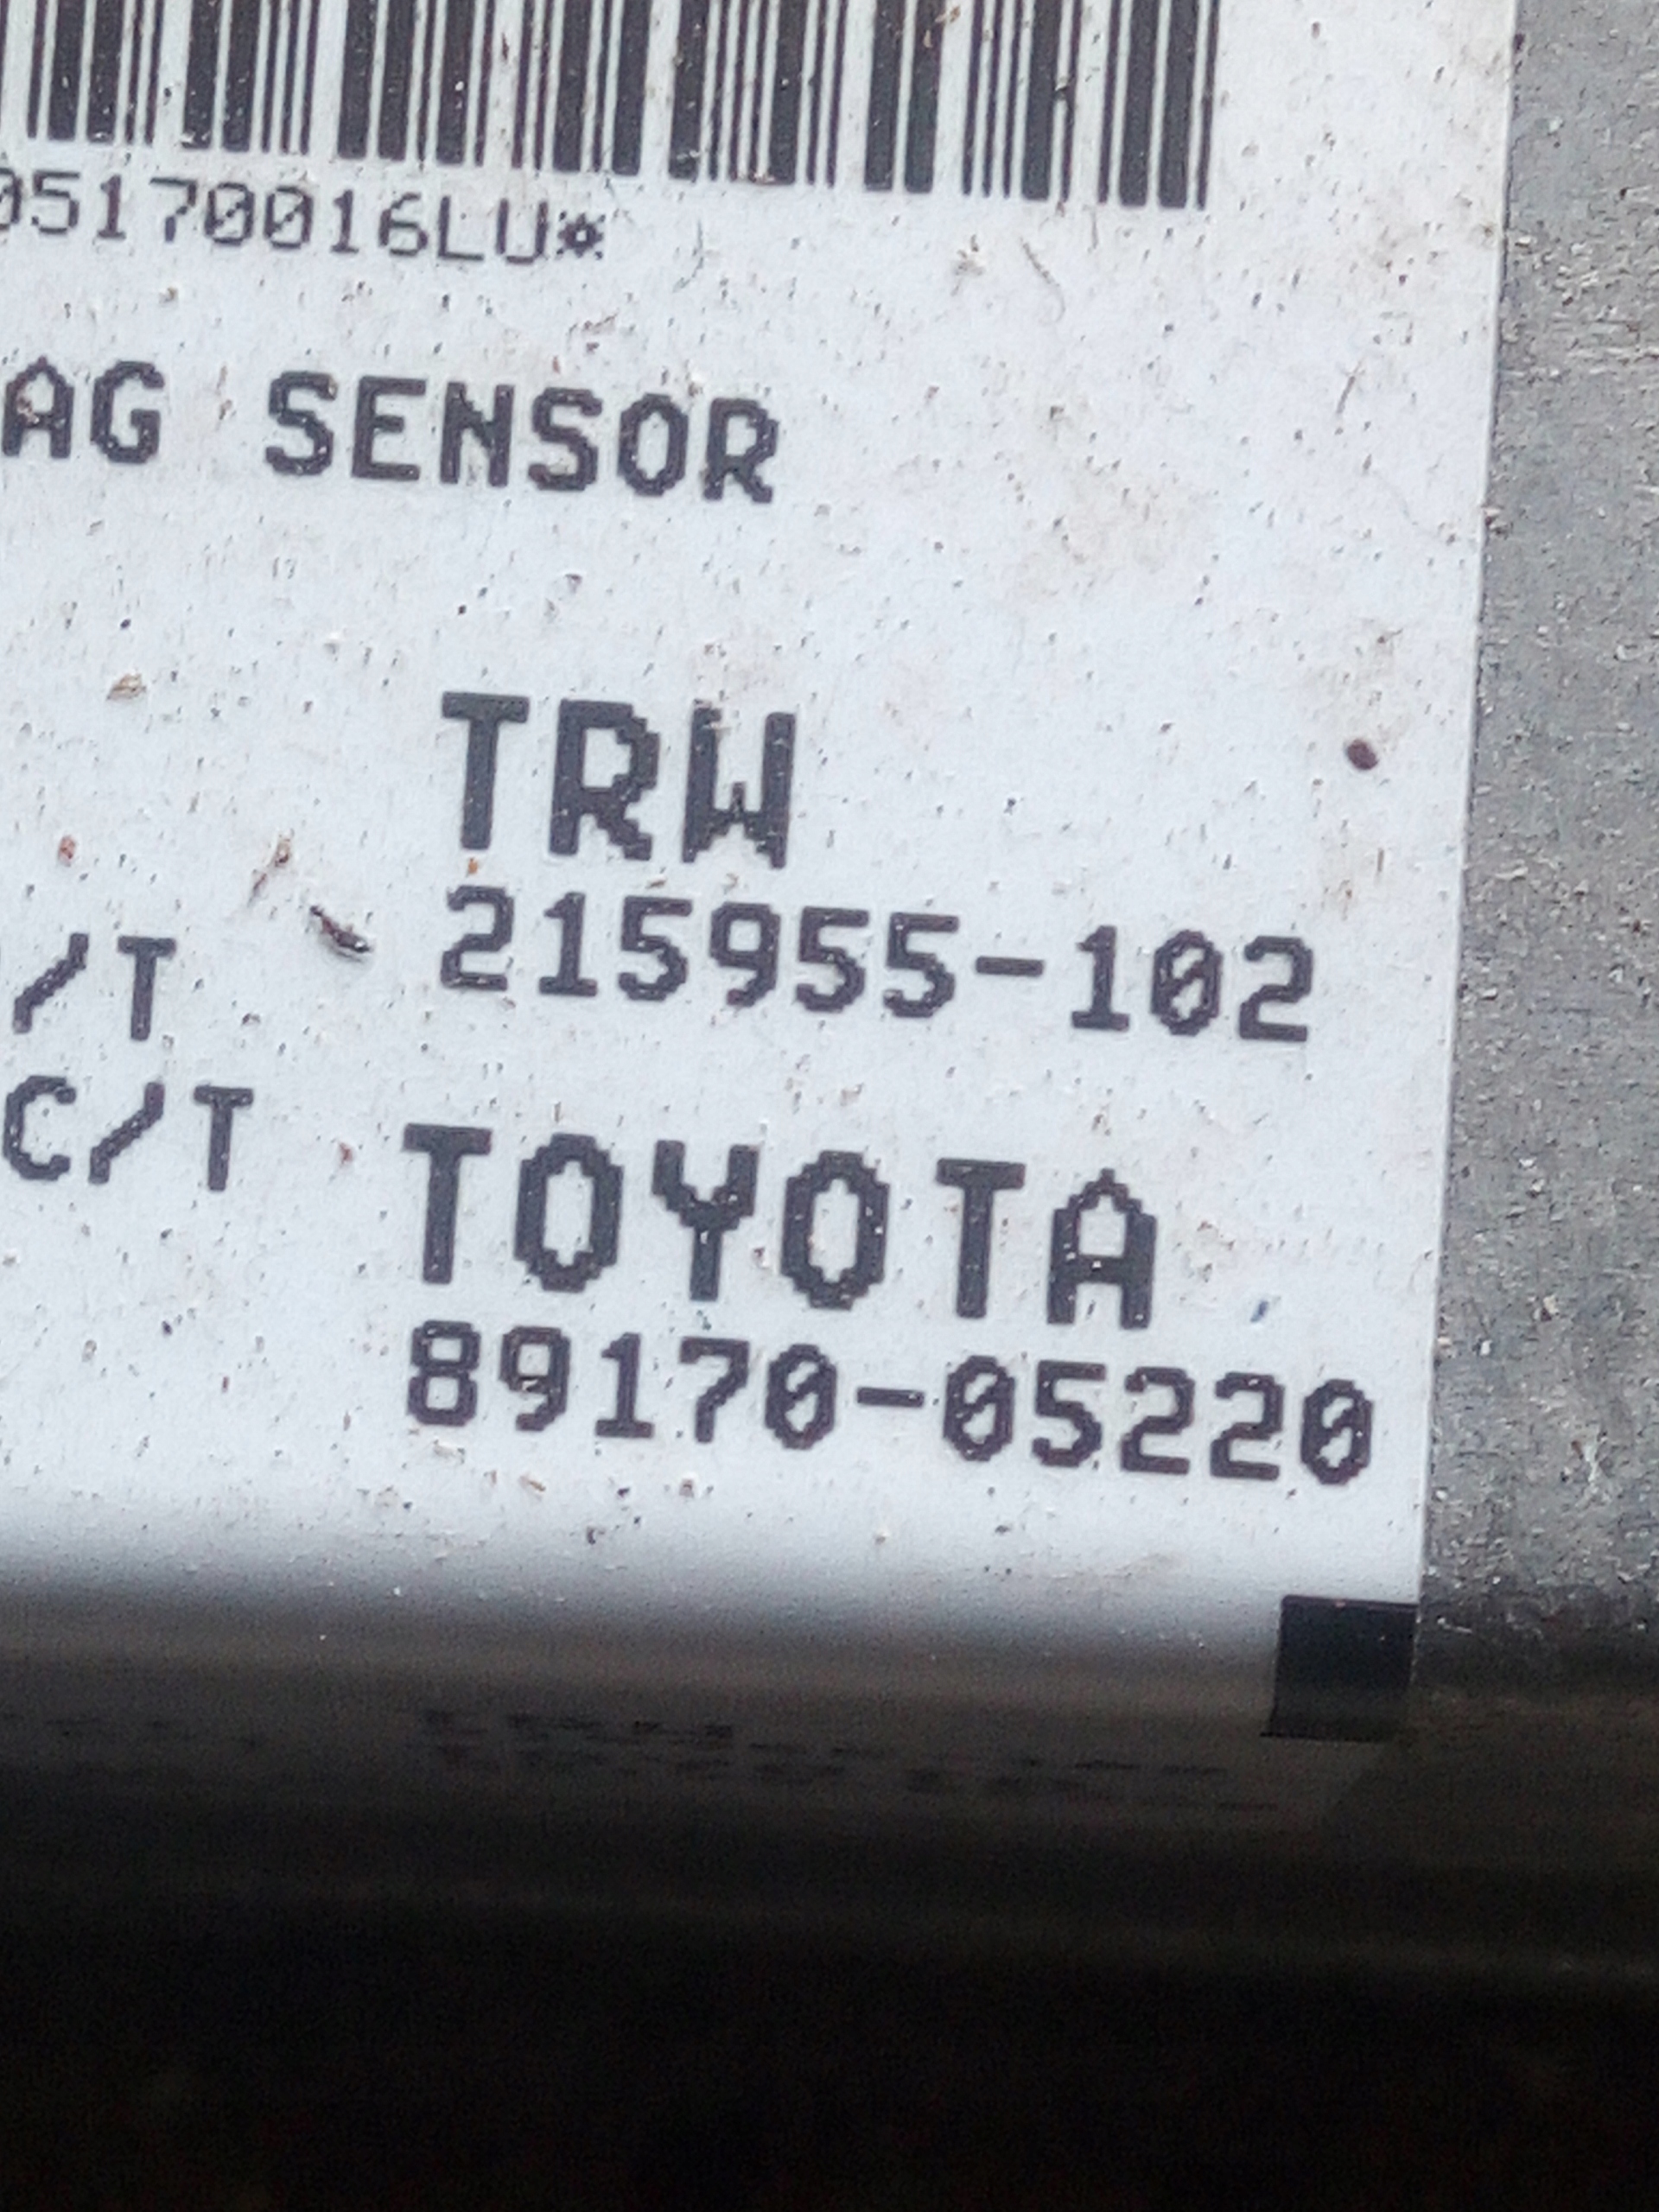 05170016LU*
AG SENSOR
TRW
215955-102
/T
C/T
TOYOTA
89170-05220